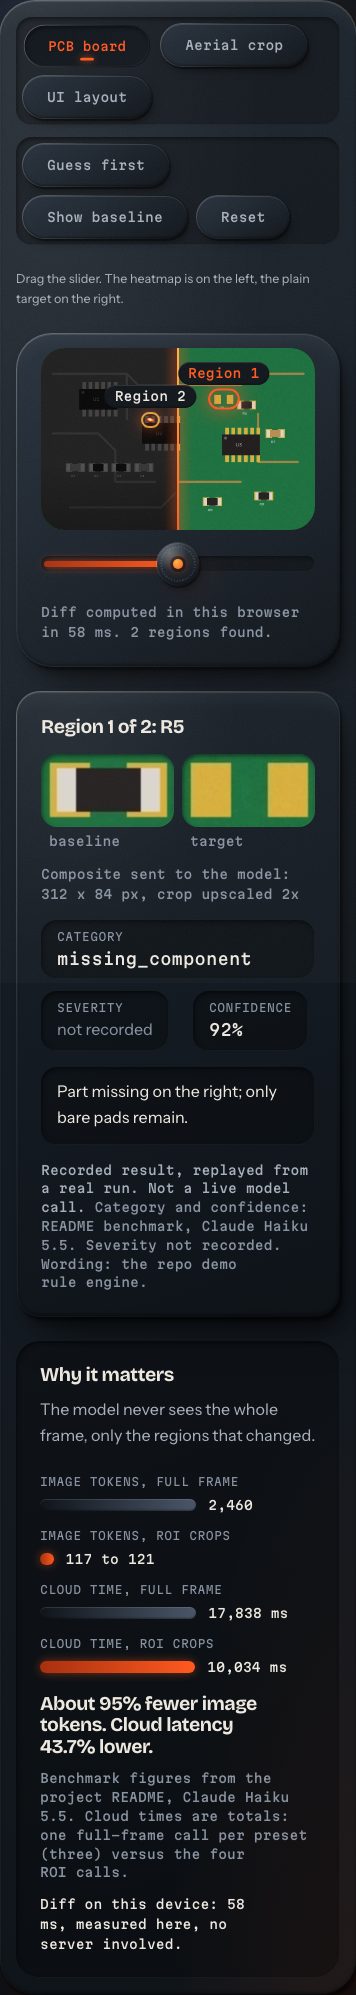 PCB board
Aerial crop
UI layout
Guess first
Show baseline
Reset
Drag the slider. The heatmap is on the left, the plain
target on the right.
Region 1
Region 2
U3
Diff computed in this browser
in 58 ms. 2 regions found.
Region 1 of 2: R5
baseline
target
Composite sent to the model:
312 x 84 px, crop upscaled 2x
CATEGORY
missing_component
SEVERITY
not recorded
CONFIDENCE
92%
Part missing on the right; only
bare pads remain.
Recorded result, replayed from
a real run. Not a live model
call. Category and confidence:
README benchmark, Claude Haiku
5.5. Severity not recorded.
Wording: the repo demo
rule engine.
Why it matters
The model never sees the whole
frame, only the regions that changed.
IMAGE TOKENS, FULL FRAME
2,460
IMAGE TOKENS, ROI CROPS
117 to 121
CLOUD TIME, FULL FRAME
17,838 ms
CLOUD TIME, ROI CROPS
10,034 ms
About 95% fewer image
tokens. Cloud latency
43.7% lower.
Benchmark figures from the
project README, Claude Haiku
5.5. Cloud times are totals:
one full-frame call per preset
(three) versus the four
ROI calls.
Diff on this device: 58
ms, measured here, no
server involved.